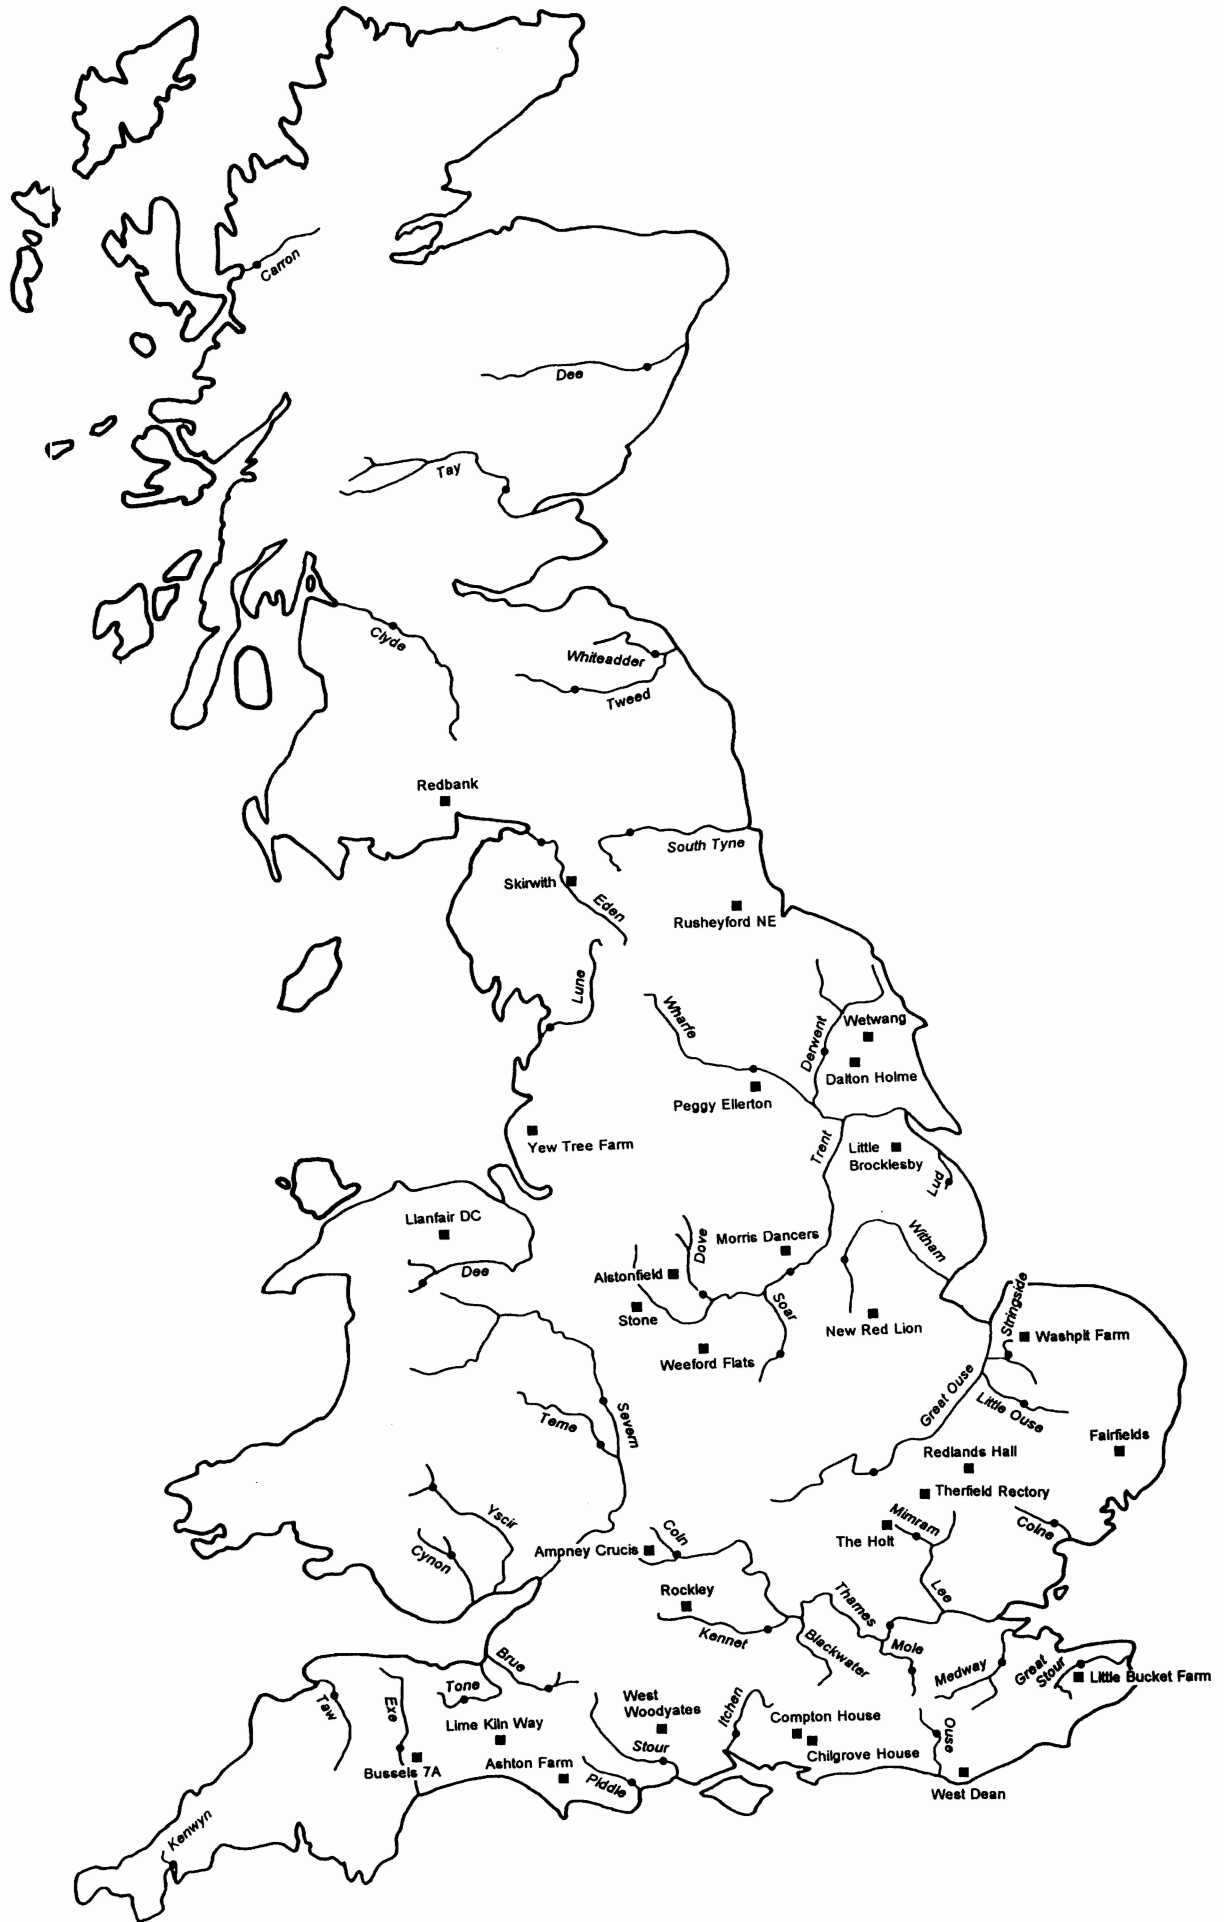 Carron
Dee
Tay
Clyde
Whiteadder
Tweed
Redbank
South Tyne
Skirwith
Eden
Rusheyford NE
Lune
Wharfe
Derwent
Wetwang
Dalton Holme
Peggy Ellerton
Yew Tree Farm
Trent
Little
Brocklesby
Lud
Llanfair DC
Dee
Dove
Morris Dancers
Witham
Alstonfield
Stone
Soar
Weeford Flats
New Red Lion
Stringside
Washpit Farm
Great Ouse
Little Ouse
Severn
Teme
Fairfields
Redlands Hall
Therfield Rectory
Yscir
Cynon
Coln
Ampney Crucis
Mimram
The Holt
Colne
Rockley
Kennet
Thames
Lee
Blackwater
Mole
Medway
Great
Stour
Little Bucket Farm
Brue
Tone
Taw
Exe
Lime Kiln Way
West
Woodyates
Itchen
Compton House
Chilgrove House
Ouse
Stour
Bussels 7A
Ashton Farm
Piddle
West Dean
Kenwyn